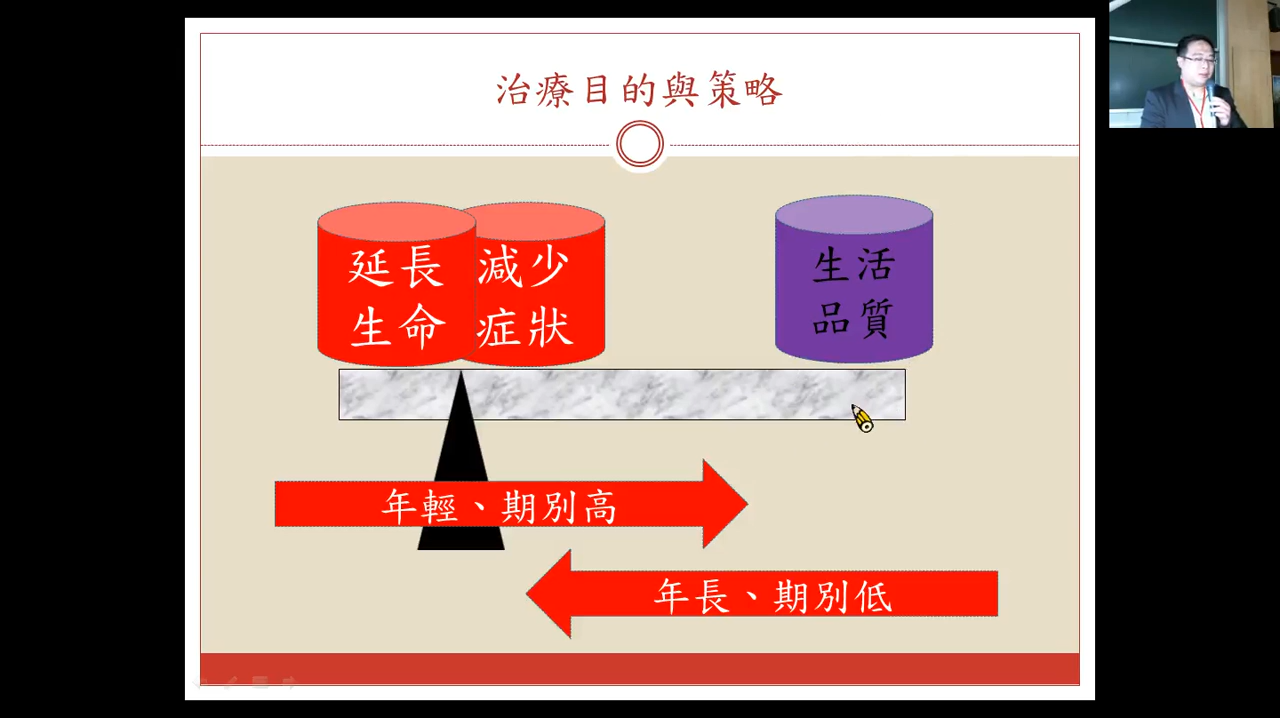 治療目的與策略
延長
生命
減少
症狀
生活
品質
年輕、期別高
年長、期別低